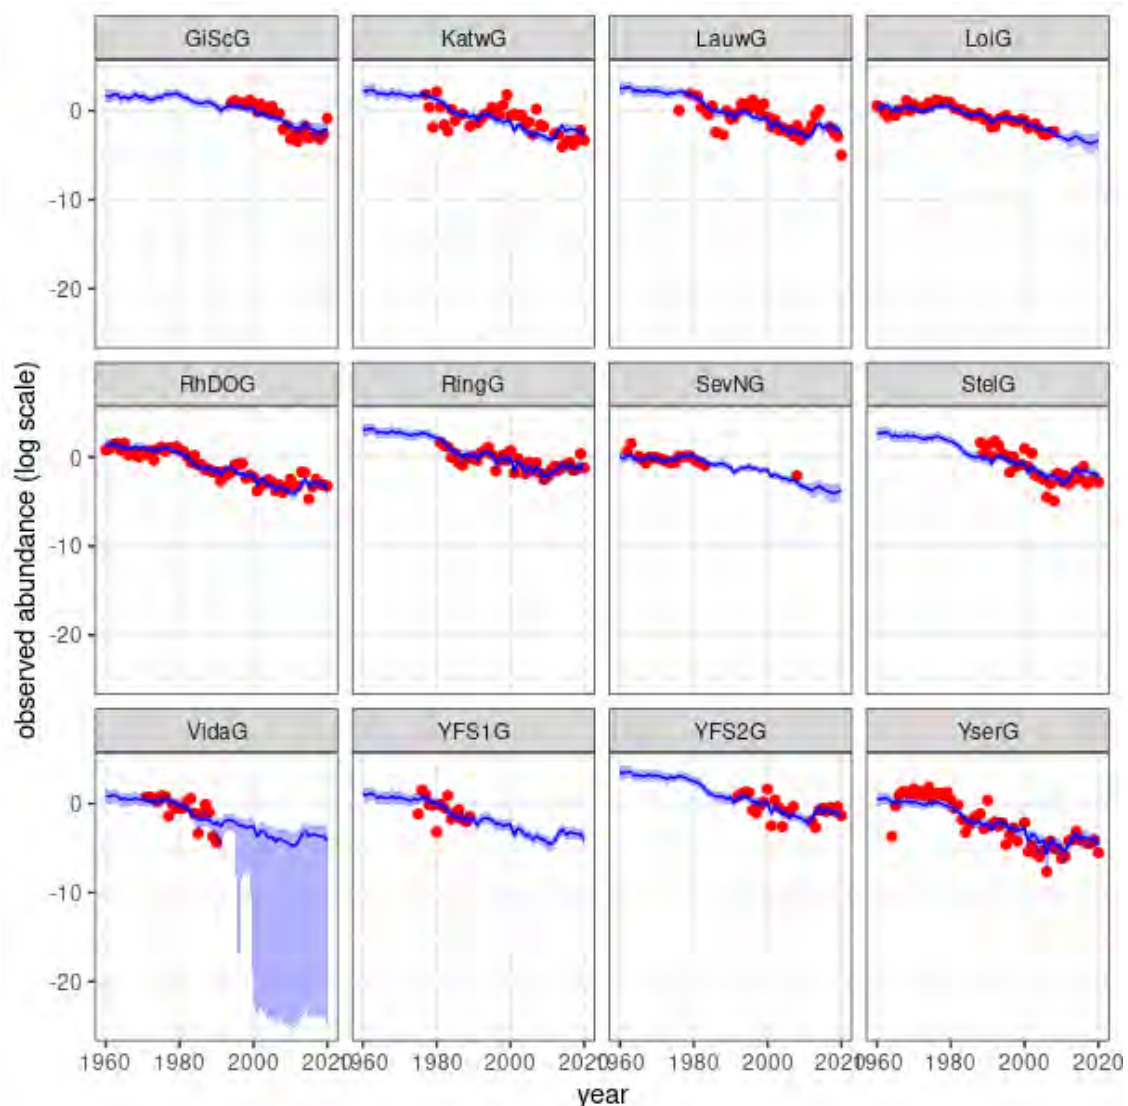 GiScG KatwG LauwG LoiG
0
-10
-20
RhDOG RingG SevNG StelG
0
-10
-20
VidaG YFS1G YFS2G YserG
0
-10
-20
1960 1980 2000 2020 1960 1980 2000 2020 1960 1980 2000 2020 1960 1980 2000 2020
year
observed abundance (log scale)